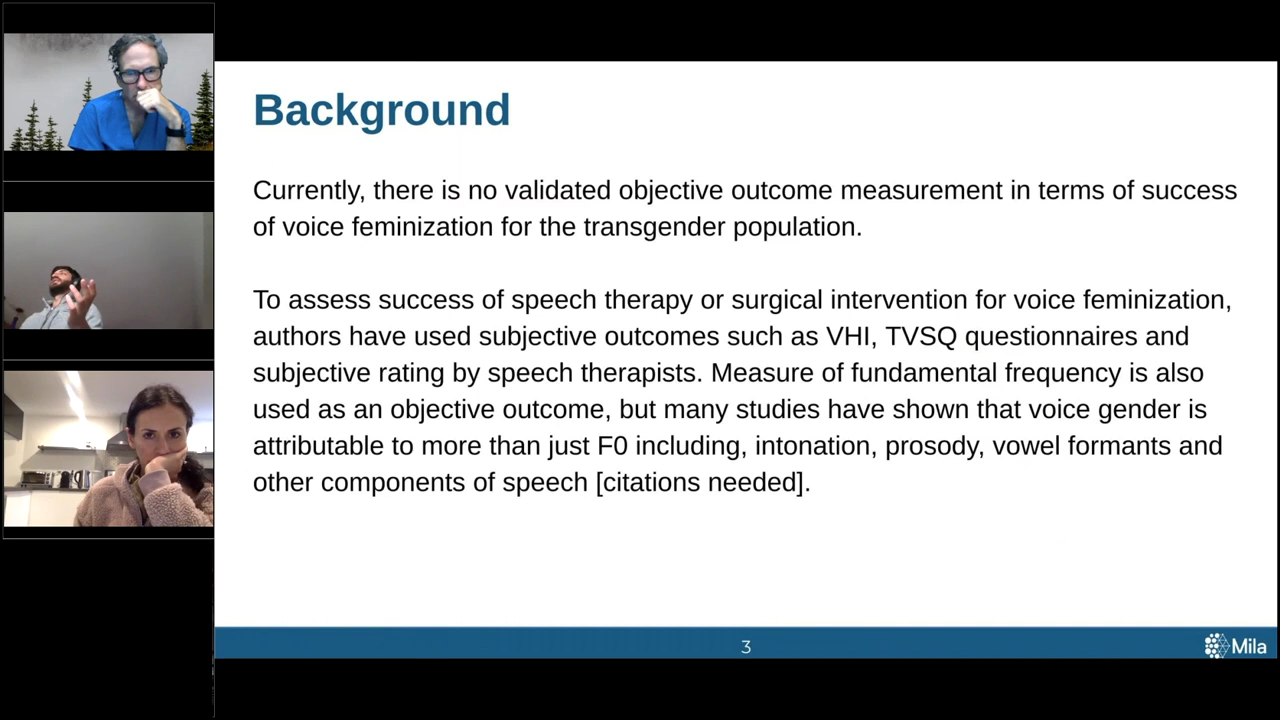 Background
Currently, there is no validated objective outcome measurement in terms of success
of voice feminization for the transgender population.
To assess success of speech therapy or surgical intervention for voice feminization,
authors have used subjective outcomes such as VHI, TVSQ questionnaires and
subjective rating by speech therapists. Measure of fundamental frequency is also
used as an objective outcome, but many studies have shown that voice gender is
attributable to more than just F0 including, intonation, prosody, vowel formants and
other components of speech [citations needed].
3
Mila